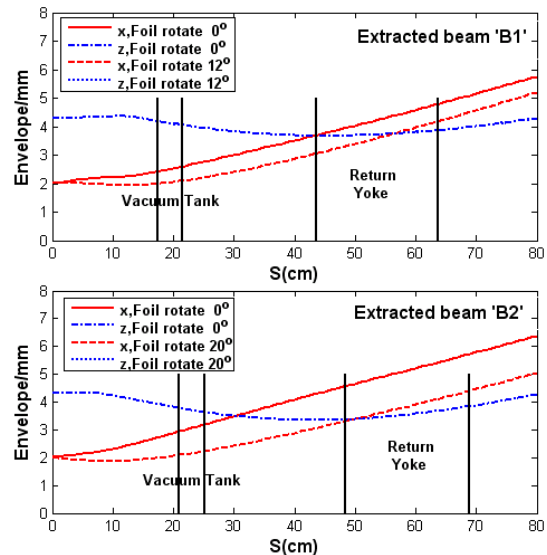 8
7
6
5
4
3
2
1
0
Envelope/mm
x,Foil rotate 0°
z,Foil rotate 0°
x,Foil rotate 12°
z,Foil rotate 12°
Extracted beam 'B1'
Vacuum Tank
Return
Yoke
0 10 20 30 40 50 60 70 80
S(cm)
8
7
6
5
4
3
2
1
0
Envelope/mm
x,Foil rotate 0°
z,Foil rotate 0°
x,Foil rotate 20°
z,Foil rotate 20°
Extracted beam 'B2'
Vacuum Tank
Return
Yoke
0 10 20 30 40 50 60 70 80
S(cm)